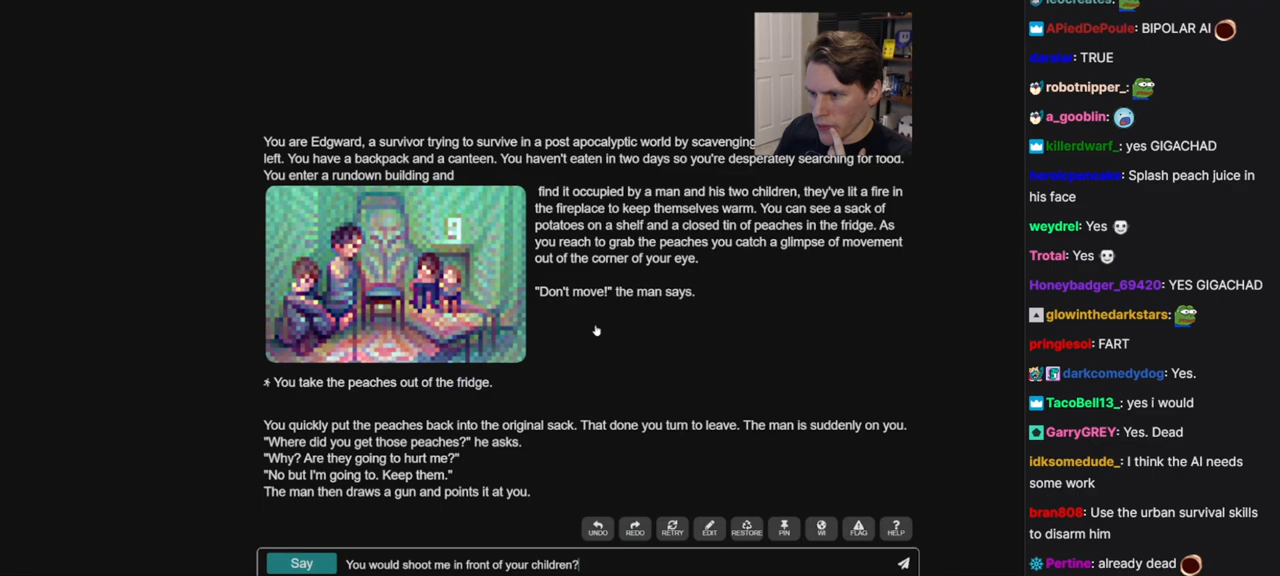 APiedDePoule: BIPOLAR AI
TRUE
robotnipper_:
a_gooblin:
killerdwarf_: yes GIGACHAD
Splash peach juice in
his face
weydrel: Yes
Trotal: Yes
Honeybadger_69420: YES GIGACHAD
glowinthedarkstars:
pringlesoi: FART
darkcomedydog: Yes.
TacoBell13_: yes i would
GarryGREY: Yes. Dead
idksomedude_: I think the AI needs
some work
bran808: Use the urban survival skills
to disarm him
Pertine: already dead
You are Edgward, a survivor trying to survive in a post apocalyptic world by scavenging
left. You have a backpack and a canteen. You haven't eaten in two days so you're desperately searching for food.
You enter a rundown building and
find it occupied by a man and his two children, they've lit a fire in
the fireplace to keep themselves warm. You can see a sack of
potatoes on a shelf and a closed tin of peaches in the fridge. As
you reach to grab the peaches you catch a glimpse of movement
out of the corner of your eye.
"Don't move!" the man says.
You take the peaches out of the fridge.
You quickly put the peaches back into the original sack. That done you turn to leave. The man is suddenly on you.
"Where did you get those peaches?" he asks.
"Why? Are they going to hurt me?"
"No but I'm going to. Keep them."
The man then draws a gun and points it at you.
UNDO REDO RETRY EDIT RESTORE PIN WI FLAG HELP
Say You would shoot me in front of your children?